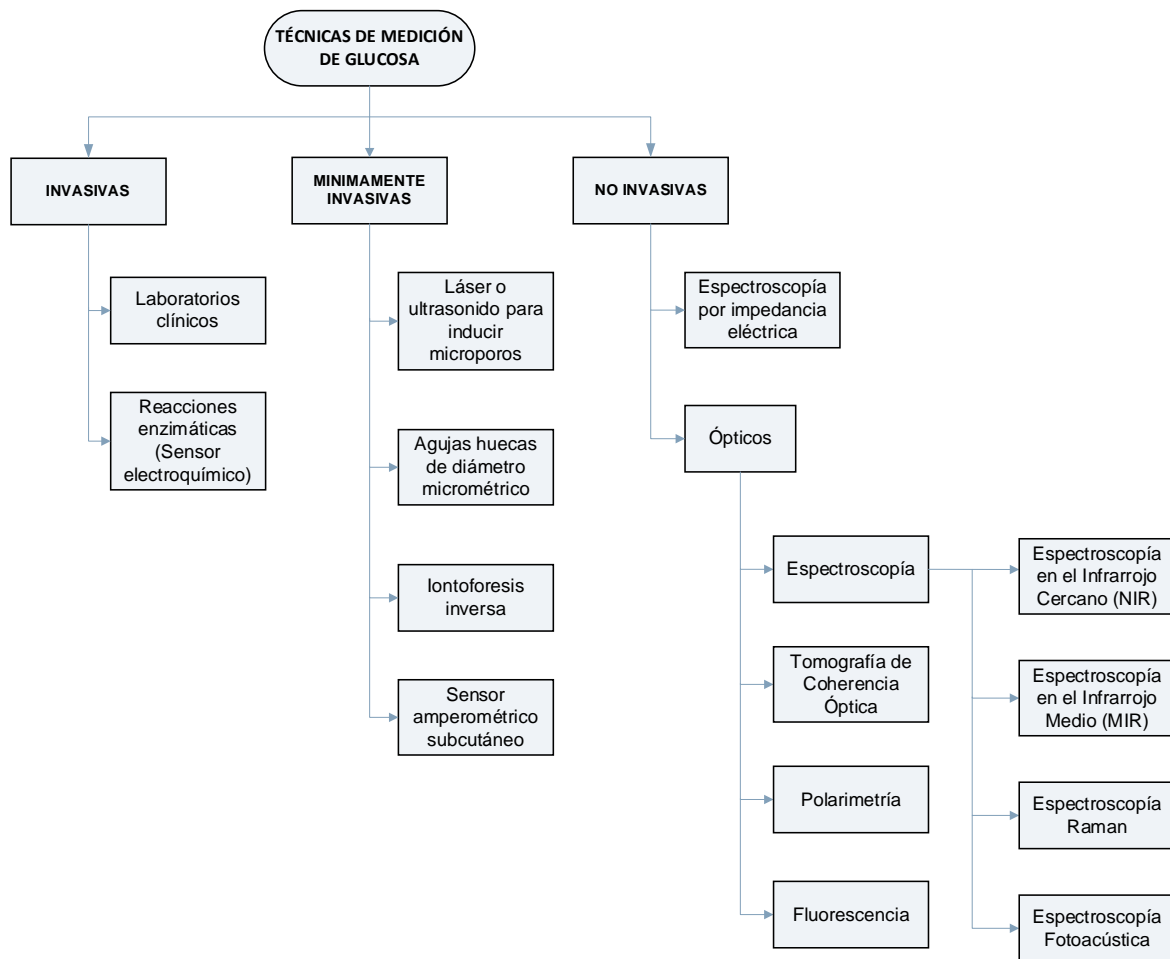 TÉCNICAS DE MEDICIÓN
DE GLUCOSA
INVASIVAS
MINIMAMENTE
INVASIVAS
NO INVASIVAS
Laboratorios
clínicos
Reacciones
enzimáticas
(Sensor
electroquímico)
Láser o
ultrasonido para
inducir
microporos
Agujas huecas
de diámetro
micrométrico
Iontoforesis
inversa
Sensor
amperométrico
subcutáneo
Espectroscopía
por impedancia
eléctrica
Ópticos
Espectroscopía
Tomografía de
Coherencia
Óptica
Polarimetría
Fluorescencia
Espectroscopía
en el Infrarrojo
Cercano (NIR)
Espectroscopía
en el Infrarrojo
Medio (MIR)
Espectroscopía
Raman
Espectroscopía
Fotoacústica